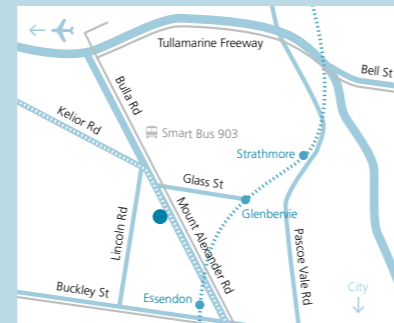 Tullamarine Freeway
Bell St
Bulla Rd
Kelior Rd
Smart Bus 903
Strathmore
Glass St
Glenbervie
Lincoln Rd
Mount Alexander Rd
Pascoe Vale Rd
Buckley St
Essendon
City